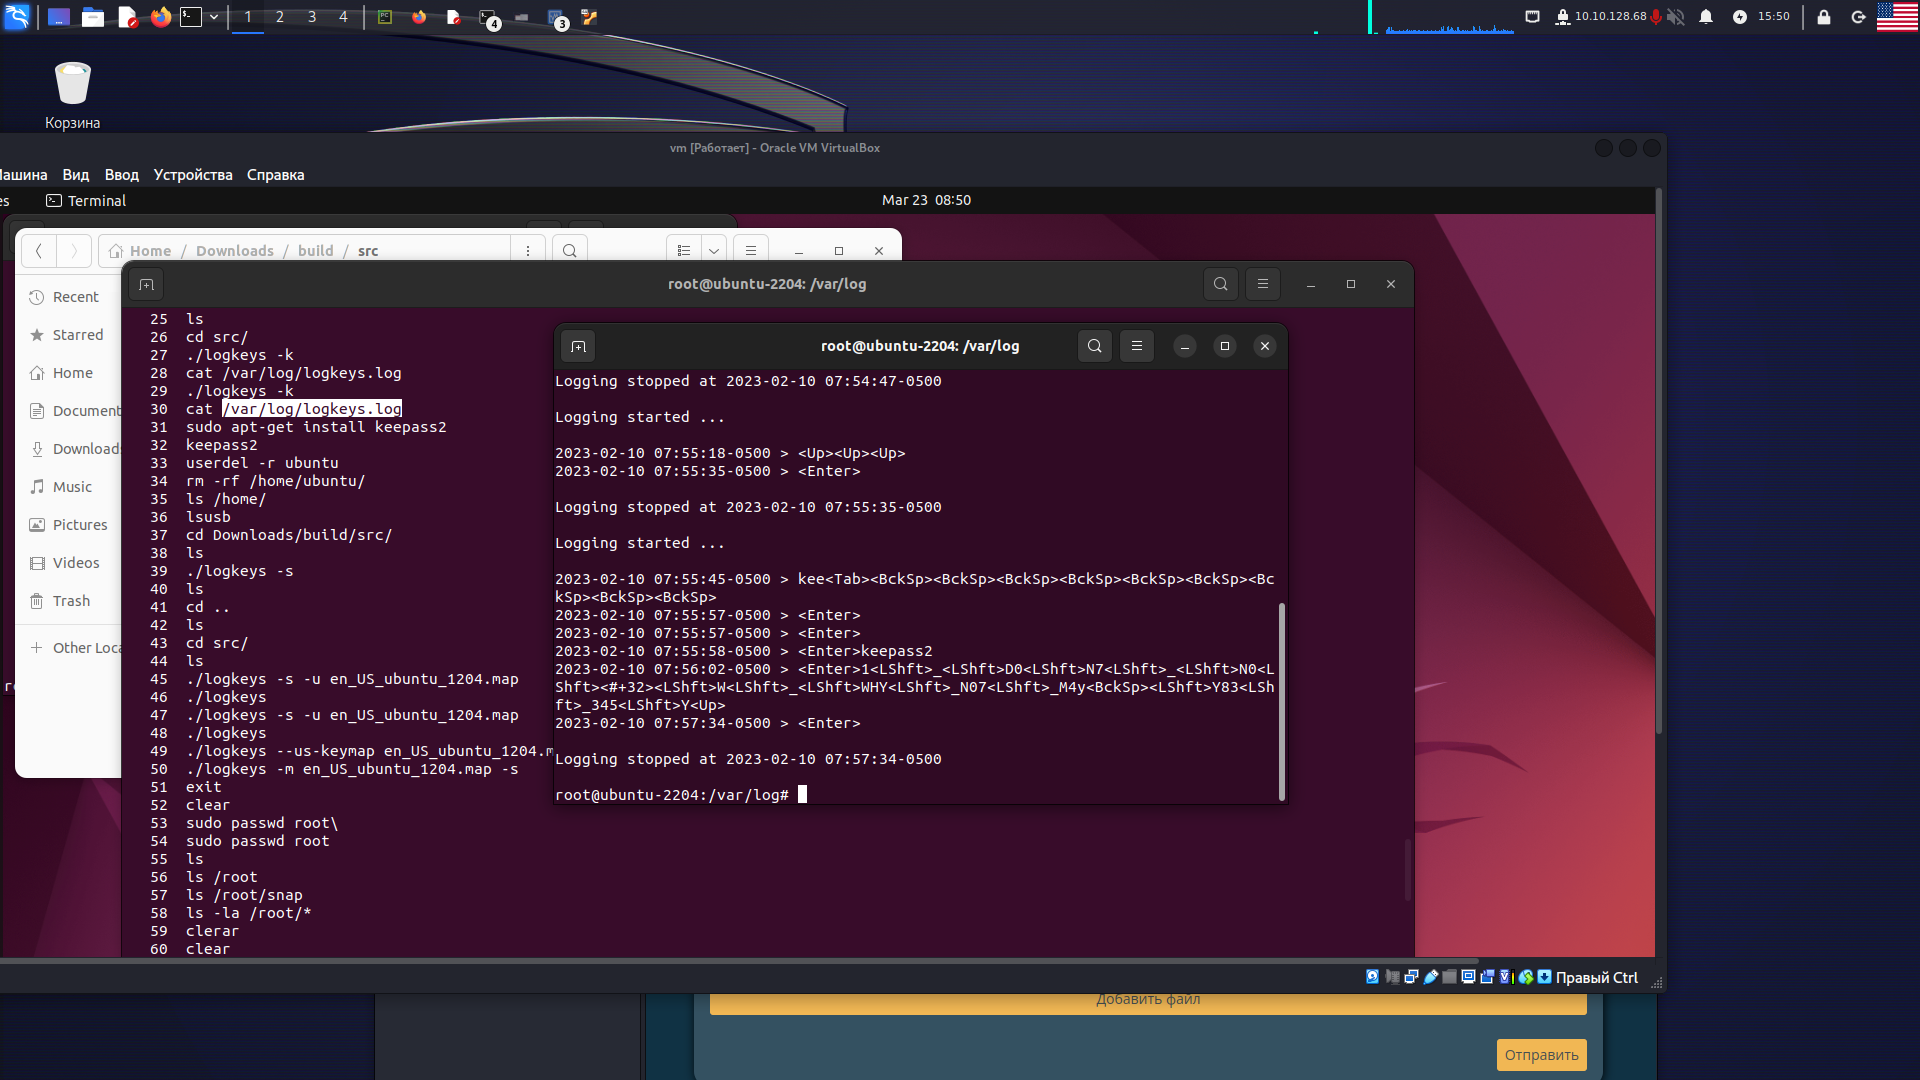 1 2 3 4
4
3
10.10.128.68
15:50
Корзина
vm [Работает] - Oracle VM VirtualBox
Вид Ввод Устройства Справка
Terminal
Mar 23 08:50
Home / Downloads / build / src
Recent
Starred
Home
Document
Download
Music
Pictures
Videos
Trash
+ Other Loca
root@ubuntu-2204: /var/log
25 ls
26 cd src/
27 ./logkeys -k
28 cat /var/log/logkeys.log
29 ./logkeys -k
30 cat /var/log/logkeys.log
31 sudo apt-get install keepass2
32 keepass2
33 userdel -r ubuntu
34 rm -rf /home/ubuntu/
35 ls /home/
36 lsusb
37 cd Downloads/build/src/
38 ls
39 ./logkeys -s
40 ls
41 cd ..
42 ls
43 cd src/
44 ls
45 ./logkeys -s -u en_US_ubuntu_1204.map
46 ./logkeys
47 ./logkeys -s -u en_US_ubuntu_1204.map
48 ./logkeys
49 ./logkeys --us-keymap en_US_ubuntu_1204.m
50 ./logkeys -m en_US_ubuntu_1204.map -s
51 exit
52 clear
53 sudo passwd root\
54 sudo passwd root
55 ls
56 ls /root
57 ls /root/snap
58 ls -la /root/*
59 clerar
60 clear
root@ubuntu-2204: /var/log
Logging stopped at 2023-02-10 07:54:47-0500
Logging started ...
2023-02-10 07:55:18-0500 > <Up><Up><Up>
2023-02-10 07:55:35-0500 > <Enter>
Logging stopped at 2023-02-10 07:55:35-0500
Logging started ...
2023-02-10 07:55:45-0500 > kee<Tab><BckSp><BckSp><BckSp><BckSp><BckSp><BckSp><Bc
kSp><BckSp><BckSp>
2023-02-10 07:55:57-0500 > <Enter>
2023-02-10 07:55:57-0500 > <Enter>
2023-02-10 07:55:58-0500 > <Enter>keepass2
2023-02-10 07:56:02-0500 > <Enter>1<LShft>_<LShft>D0<LShft>N7<LShft>_<LShft>N0<L
Shft><#+32><LShft>W<LShft>_<LShft>WHY<LShft>_N07<LShft>_M4y<BckSp><LShft>Y83<LSh
ft>_345<LShft>Y<Up>
2023-02-10 07:57:34-0500 > <Enter>
Logging stopped at 2023-02-10 07:57:34-0500
root@ubuntu-2204:/var/log#
Правый Ctrl
Добавить файл
Отправить